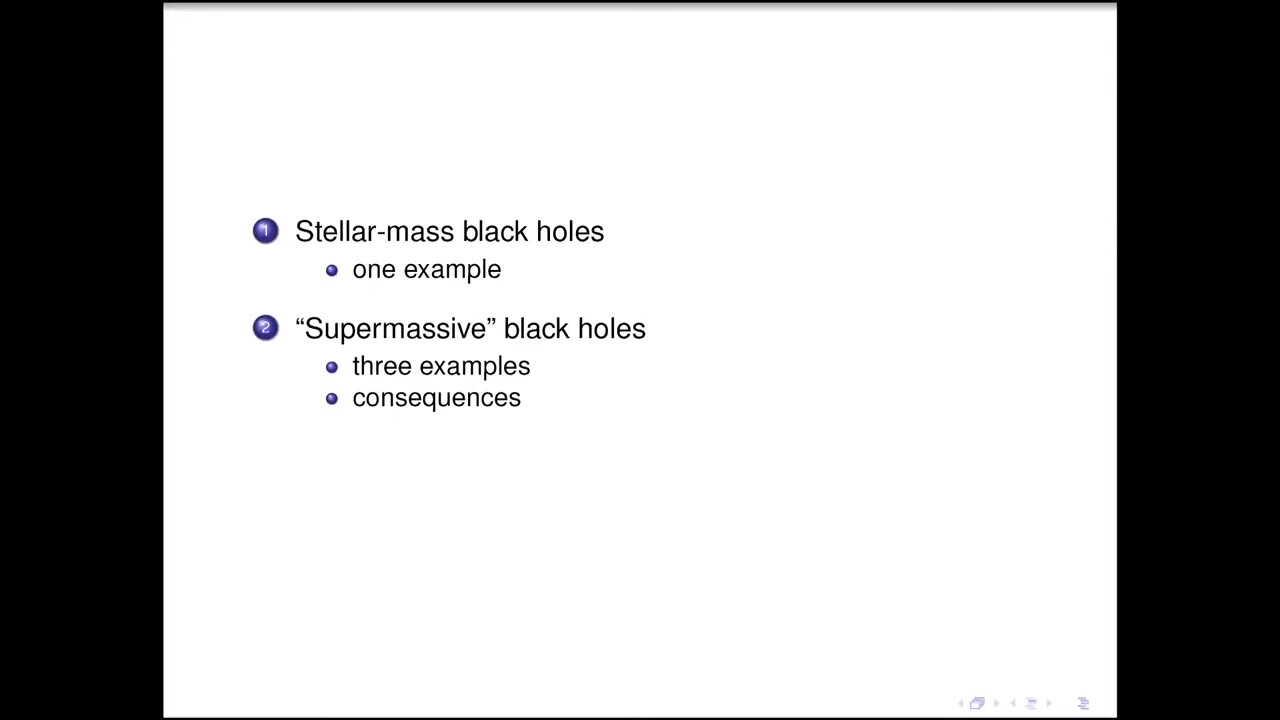 1 Stellar-mass black holes
one example
2 “Supermassive” black holes
three examples
consequences